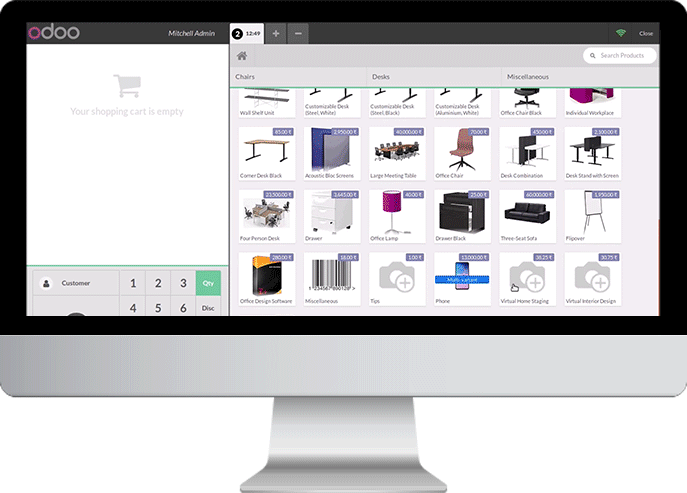 odoo
Mitchell Admin
2 12:49
+
−
Close
Search Products
Chairs
Desks
Miscellaneous
Your shopping cart is empty
Wall Shelf Unit
Customizable Desk (Steel, White)
Customizable Desk (Steel, Black)
Customizable Desk (Aluminium, White)
Office Chair Black
Individual Workplace
85.00 €
2,950.00 €
40,000.00 €
70.00 €
450.00 €
2,100.00 €
Corner Desk Black
Acoustic Bloc Screens
Large Meeting Table
Office Chair
Desk Combination
Desk Stand with Screen
23,500.00 €
3,645.00 €
40.00 €
25.00 €
60,000.00 €
1,950.00 €
Four Person Desk
Drawer
Office Lamp
Drawer Black
Three-Seat Sofa
Flipover
280.00 €
18.00 €
1.00 €
13,000.00 €
38.25 €
30.75 €
Multi-variant
Office Design Software
Miscellaneous
Tips
Phone
Virtual Home Staging
Virtual Interior Design
Customer
1
2
3
Qty
4
5
6
Disc